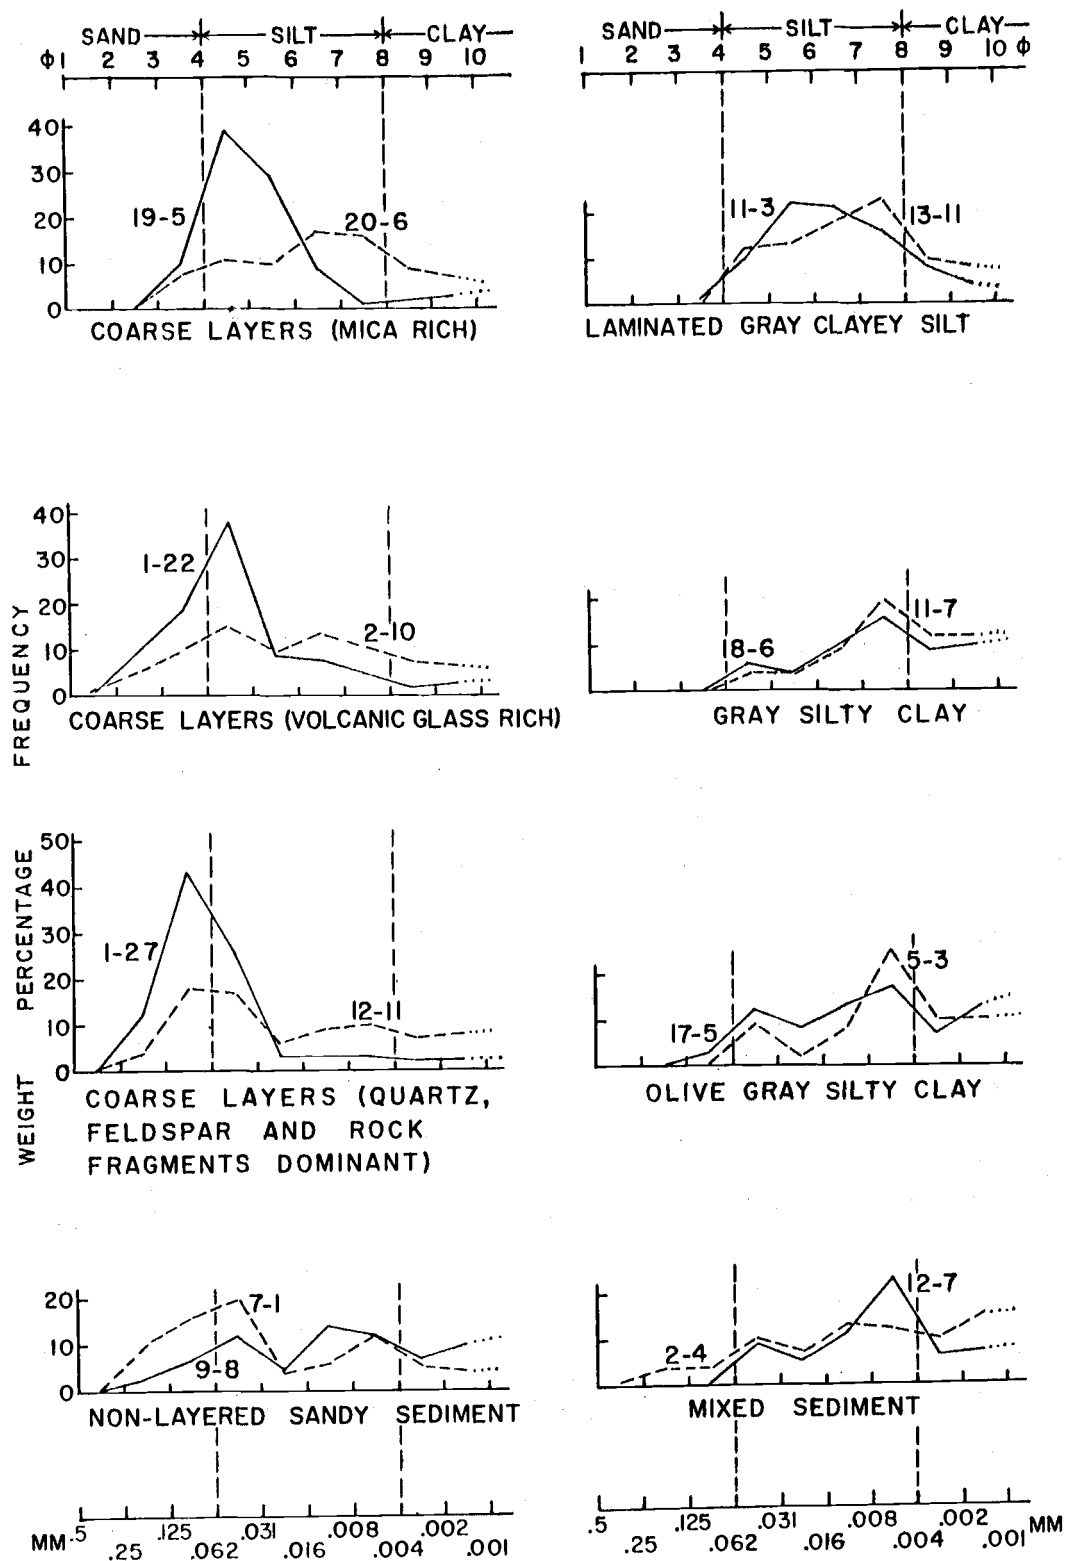 SAND SILT CLAY
ϕ 1 2 3 4 5 6 7 8 9 10
SAND SILT CLAY
1 2 3 4 5 6 7 8 9 10 ϕ
40
30
20
10
0
19-5
20-6
COARSE LAYERS (MICA RICH)
11-3
13-11
LAMINATED GRAY CLAYEY SILT
WEIGHT PERCENTAGE FREQUENCY
40
30
20
10
0
1-22
2-10
COARSE LAYERS (VOLCANIC GLASS RICH)
8-6
11-7
GRAY SILTY CLAY
50
40
30
20
10
0
1-27
12-11
COARSE LAYERS (QUARTZ,
FELDSPAR AND ROCK
FRAGMENTS DOMINANT)
17-5
5-3
OLIVE GRAY SILTY CLAY
20
10
0
7-1
9-8
NON-LAYERED SANDY SEDIMENT
2-4
12-7
MIXED SEDIMENT
MM .5 .25 .125 .062 .031 .016 .008 .004 .002 .001
.5 .25 .125 .062 .031 .016 .008 .004 .002 .001 MM